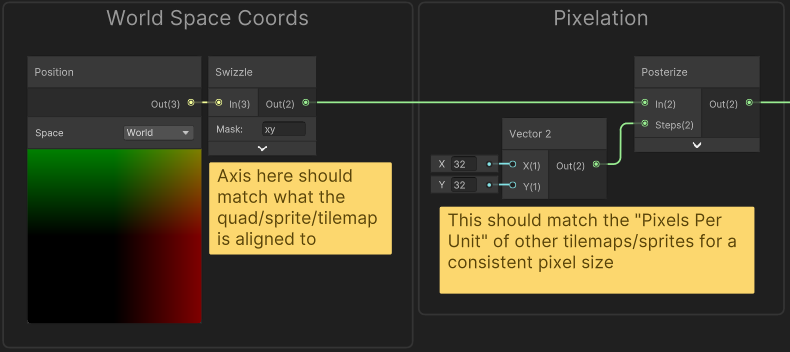 World Space Coords
Position
Out(3)
Space
World
Swizzle
In(3)
Out(2)
Mask:
xy
Axis here should
match what the
quad/sprite/tilemap
is aligned to
Pixelation
Vector 2
X
32
X(1)
Out(2)
Y
32
Y(1)
Posterize
In(2)
Out(2)
Steps(2)
This should match the "Pixels Per
Unit" of other tilemaps/sprites for a
consistent pixel size